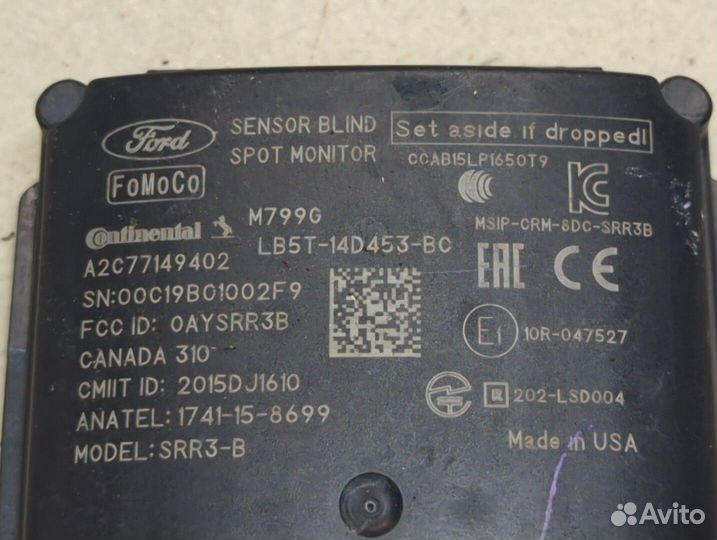 Ford
SENSOR BLIND
SPOT MONITOR
Set aside if dropped!
FoMoCo
CCAB15LP1650T9
Continental
M799G
MSIP-CRM-8DC-SRR3B
LB5T-14D453-BC
A2C77149402
EAC CE
SN:00C19B01002F9
FCC ID: OAYSRR3B
E1 10R-047527
CANADA 310
CMIIT ID: 2015DJ1610
R 202-LSD004
ANATEL: 1741-15-8699
Made in USA
MODEL: SRR3-B
Avito